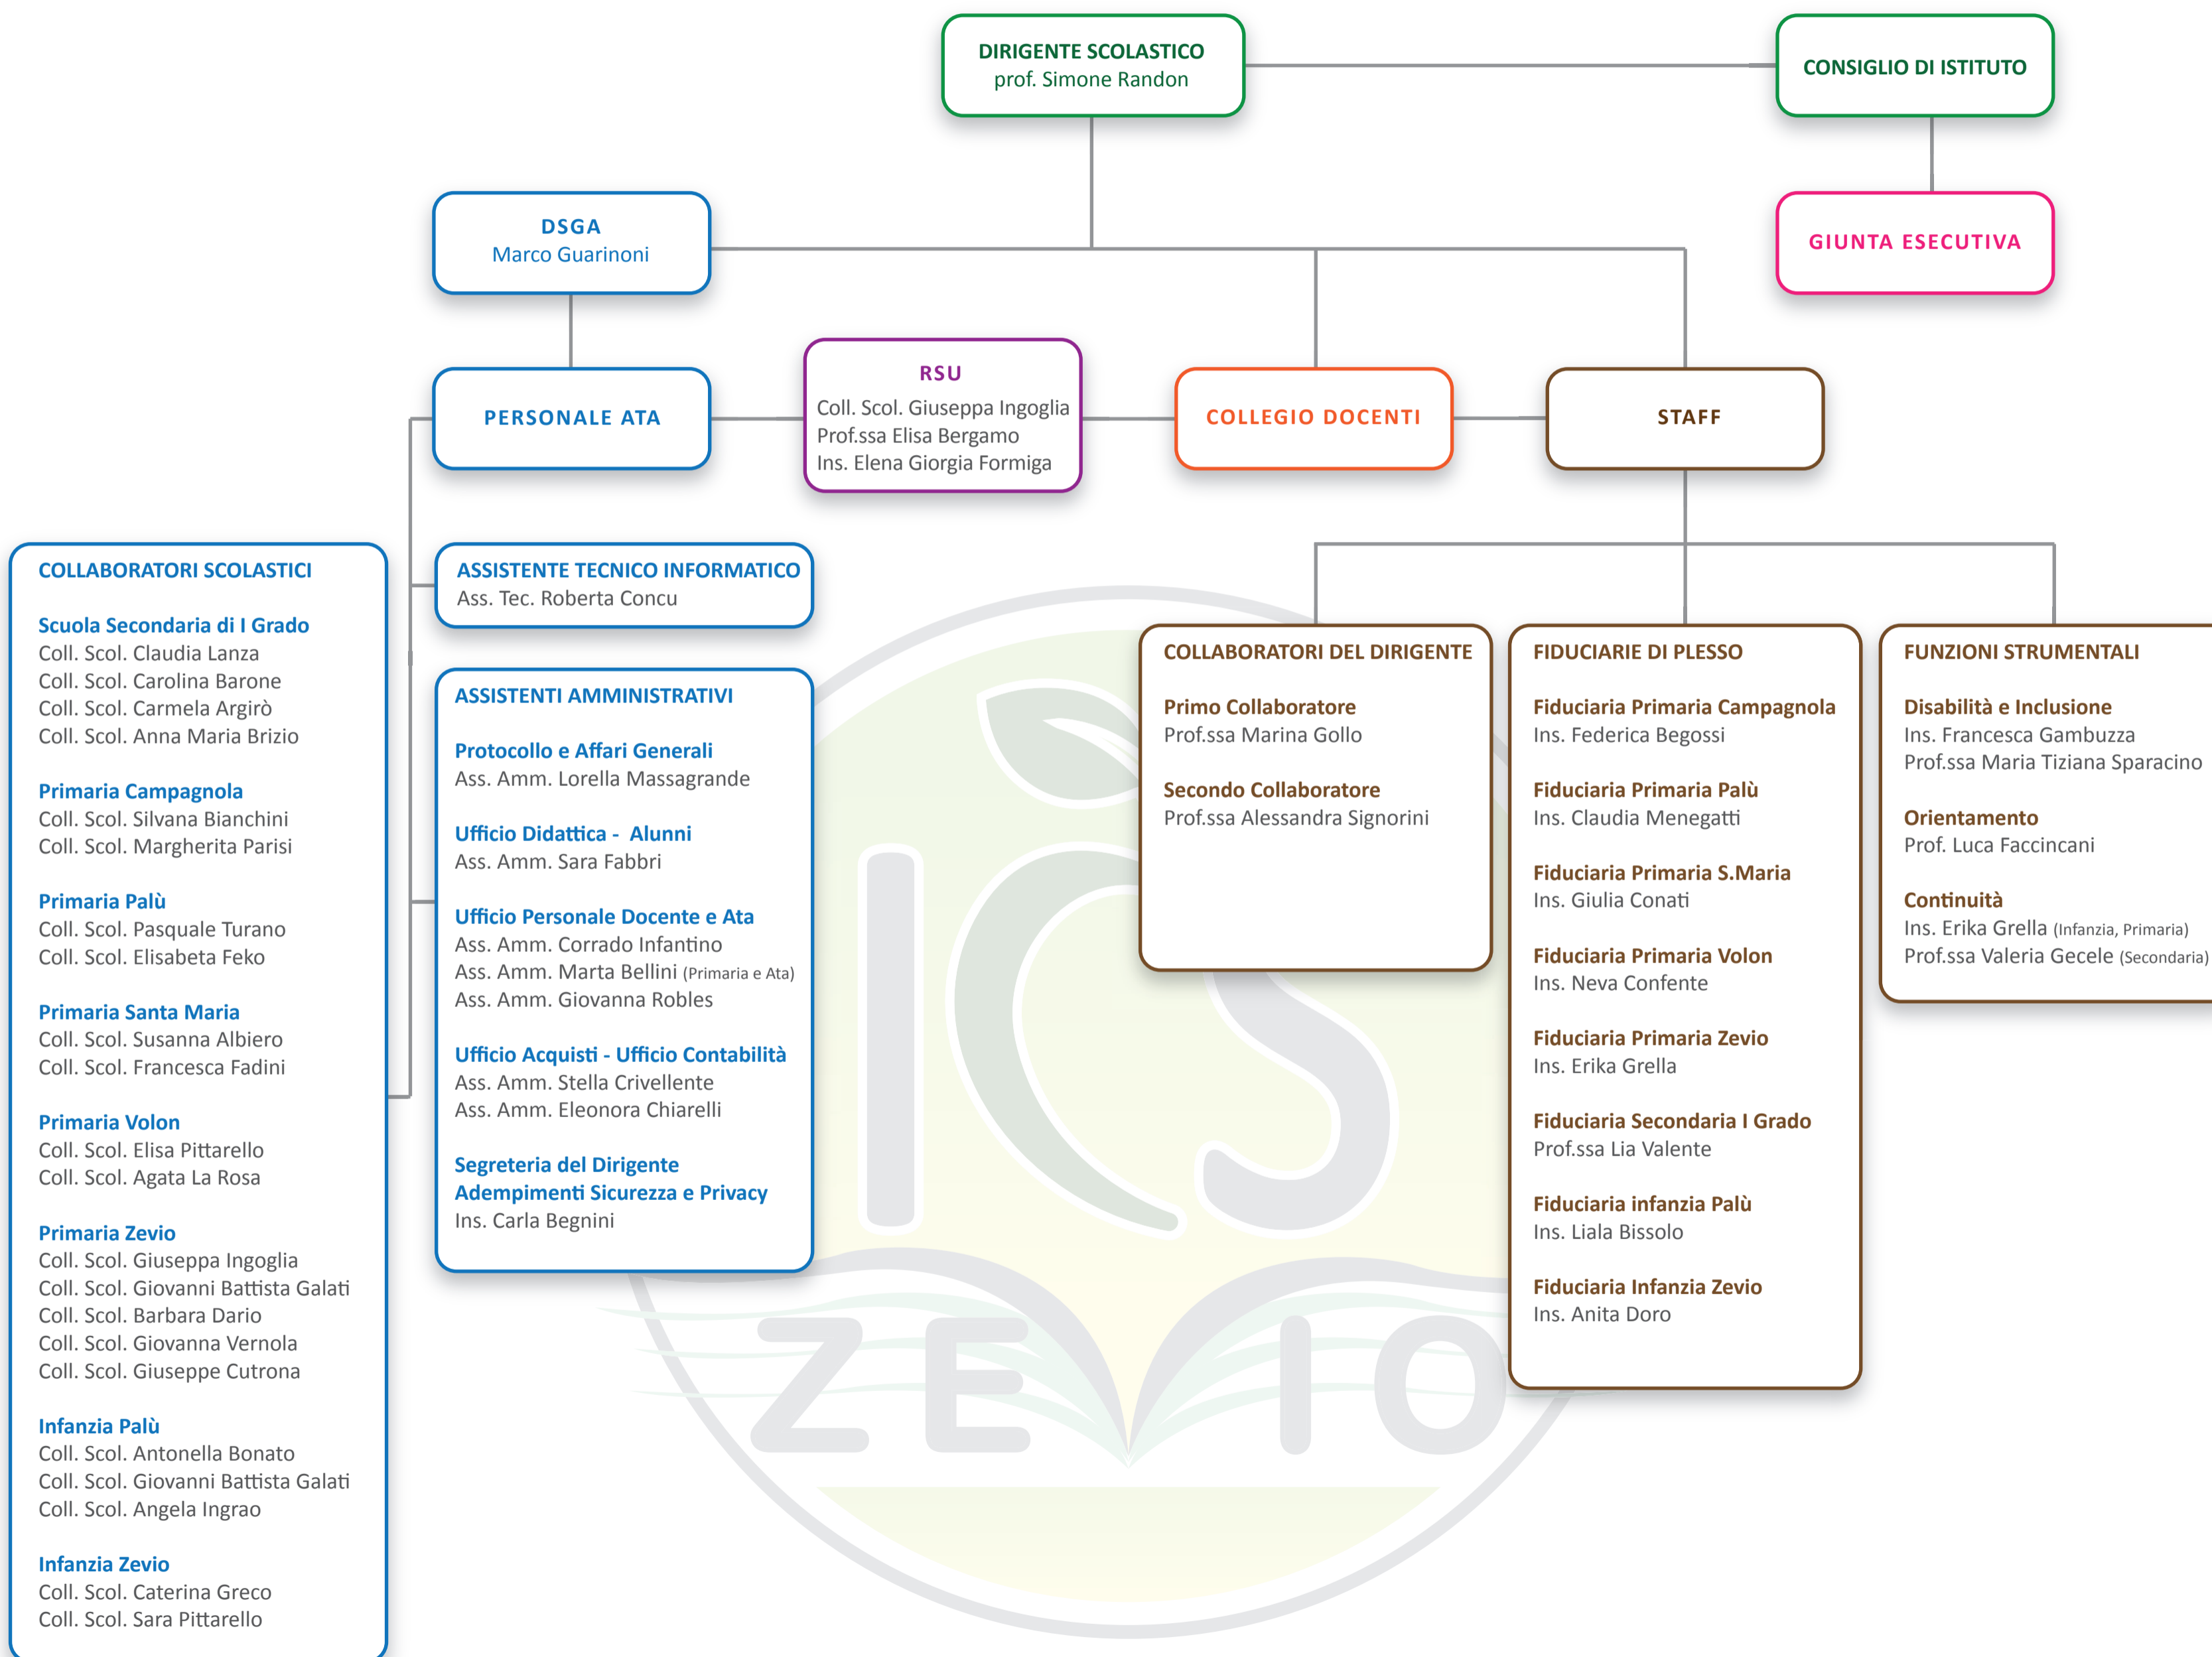 DIRIGENTE SCOLASTICO
prof. Simone Randon
CONSIGLIO DI ISTITUTO
DSGA
Marco Guarinoni
GIUNTA ESECUTIVA
PERSONALE ATA
RSU
Coll. Scol. Giuseppa Ingoglia
Prof.ssa Elisa Bergamo
Ins. Elena Giorgia Formiga
COLLEGIO DOCENTI
STAFF
COLLABORATORI SCOLASTICI
Scuola Secondaria di I Grado
Coll. Scol. Claudia Lanza
Coll. Scol. Carolina Barone
Coll. Scol. Carmela Argirò
Coll. Scol. Anna Maria Brizio
Primaria Campagnola
Coll. Scol. Silvana Bianchini
Coll. Scol. Margherita Parisi
Primaria Palù
Coll. Scol. Pasquale Turano
Coll. Scol. Elisabeta Feko
Primaria Santa Maria
Coll. Scol. Susanna Albiero
Coll. Scol. Francesca Fadini
Primaria Volon
Coll. Scol. Elisa Pittarello
Coll. Scol. Agata La Rosa
Primaria Zevio
Coll. Scol. Giuseppa Ingoglia
Coll. Scol. Giovanni Battista Galati
Coll. Scol. Barbara Dario
Coll. Scol. Giovanna Vernola
Coll. Scol. Giuseppe Cutrona
Infanzia Palù
Coll. Scol. Antonella Bonato
Coll. Scol. Giovanni Battista Galati
Coll. Scol. Angela Ingrao
Infanzia Zevio
Coll. Scol. Caterina Greco
Coll. Scol. Sara Pittarello
ASSISTENTE TECNICO INFORMATICO
Ass. Tec. Roberta Concu
ASSISTENTI AMMINISTRATIVI
Protocollo e Affari Generali
Ass. Amm. Lorella Massagrande
Ufficio Didattica - Alunni
Ass. Amm. Sara Fabbri
Ufficio Personale Docente e Ata
Ass. Amm. Corrado Infantino
Ass. Amm. Marta Bellini (Primaria e Ata)
Ass. Amm. Giovanna Robles
Ufficio Acquisti - Ufficio Contabilità
Ass. Amm. Stella Crivellente
Ass. Amm. Eleonora Chiarelli
Segreteria del Dirigente
Adempimenti Sicurezza e Privacy
Ins. Carla Begnini
COLLABORATORI DEL DIRIGENTE
Primo Collaboratore
Prof.ssa Marina Gollo
Secondo Collaboratore
Prof.ssa Alessandra Signorini
FIDUCIARIE DI PLESSO
Fiduciaria Primaria Campagnola
Ins. Federica Begossi
Fiduciaria Primaria Palù
Ins. Claudia Menegatti
Fiduciaria Primaria S.Maria
Ins. Giulia Conati
Fiduciaria Primaria Volon
Ins. Neva Confente
Fiduciaria Primaria Zevio
Ins. Erika Grella
Fiduciaria Secondaria I Grado
Prof.ssa Lia Valente
Fiduciaria infanzia Palù
Ins. Liala Bissolo
Fiduciaria Infanzia Zevio
Ins. Anita Doro
FUNZIONI STRUMENTALI
Disabilità e Inclusione
Ins. Francesca Gambuzza
Prof.ssa Maria Tiziana Sparacino
Orientamento
Prof. Luca Faccincani
Continuità
Ins. Erika Grella (Infanzia, Primaria)
Prof.ssa Valeria Gecele (Secondaria)
ICS
ZEVIO